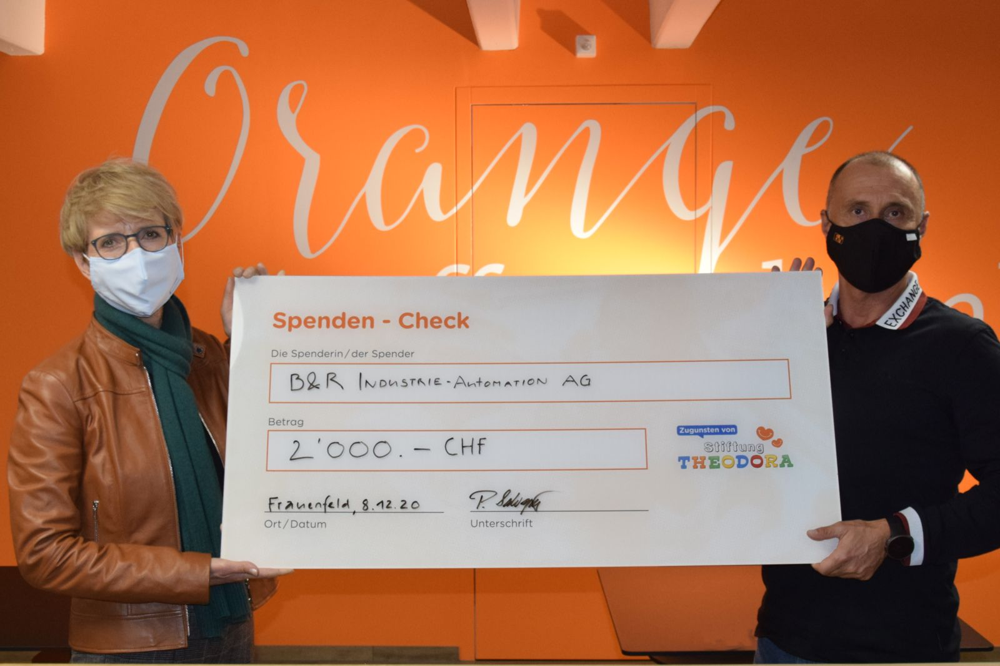 Orange
EXCHANGE
Spenden - Check
Die Spenderin/der Spender
B&R Industrie-Automation AG
Betrag
2'000.- CHF
Zugunsten von
Stiftung
THEODORA
Frauenfeld, 8.12.20
Ort/Datum
Unterschrift